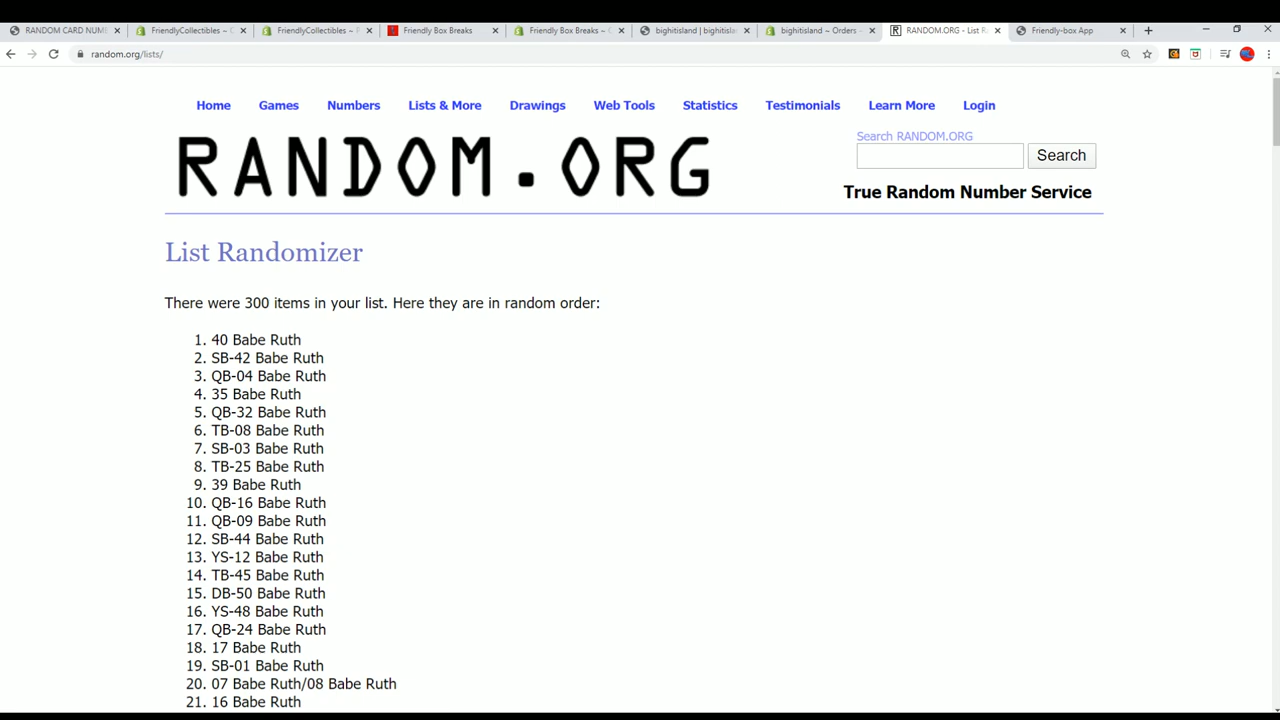 RANDOM CARD NUM
FriendlyCollectibles ~
FriendlyCollectibles ~
Friendly Box Breaks
Friendly Box Breaks ~
bighitisland | bighitisland
bighitisland ~ Orders ~
RANDOM.ORG - List R
Friendly-box App
random.org/lists/
Home Games Numbers Lists & More Drawings Web Tools Statistics Testimonials Learn More Login
RANDOM.ORG
Search RANDOM.ORG
Search
True Random Number Service
List Randomizer
There were 300 items in your list. Here they are in random order:
1. 40 Babe Ruth
2. SB-42 Babe Ruth
3. QB-04 Babe Ruth
4. 35 Babe Ruth
5. QB-32 Babe Ruth
6. TB-08 Babe Ruth
7. SB-03 Babe Ruth
8. TB-25 Babe Ruth
9. 39 Babe Ruth
10. QB-16 Babe Ruth
11. QB-09 Babe Ruth
12. SB-44 Babe Ruth
13. YS-12 Babe Ruth
14. TB-45 Babe Ruth
15. DB-50 Babe Ruth
16. YS-48 Babe Ruth
17. QB-24 Babe Ruth
18. 17 Babe Ruth
19. SB-01 Babe Ruth
20. 07 Babe Ruth/08 Babe Ruth
21. 16 Babe Ruth